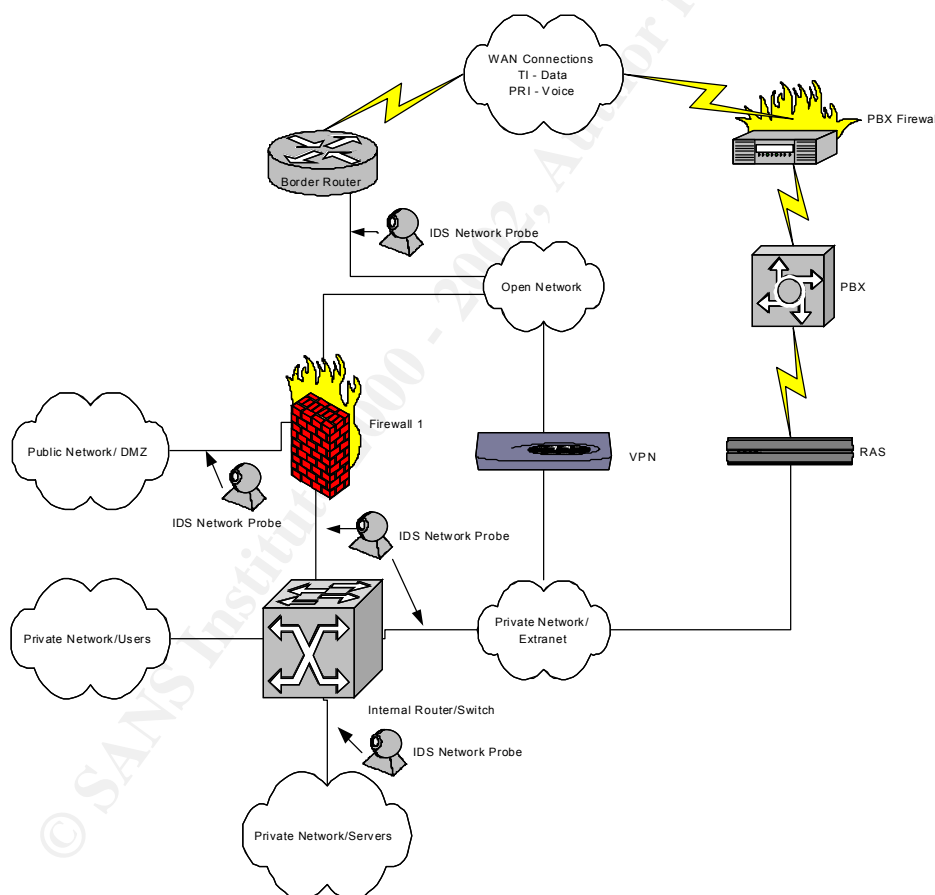 WAN Connections
TI - Data
PRI - Voice
PBX Firewal
Border Router
IDS Network Probe
Open Network
PBX
Firewall 1
Public Network/ DMZ
VPN
RAS
IDS Network Probe
IDS Network Probe
Private Network/Users
Private Network/
Extranet
Internal Router/Switch
IDS Network Probe
Private Network/Servers
© SANS Institute 2000 - 2002, Author